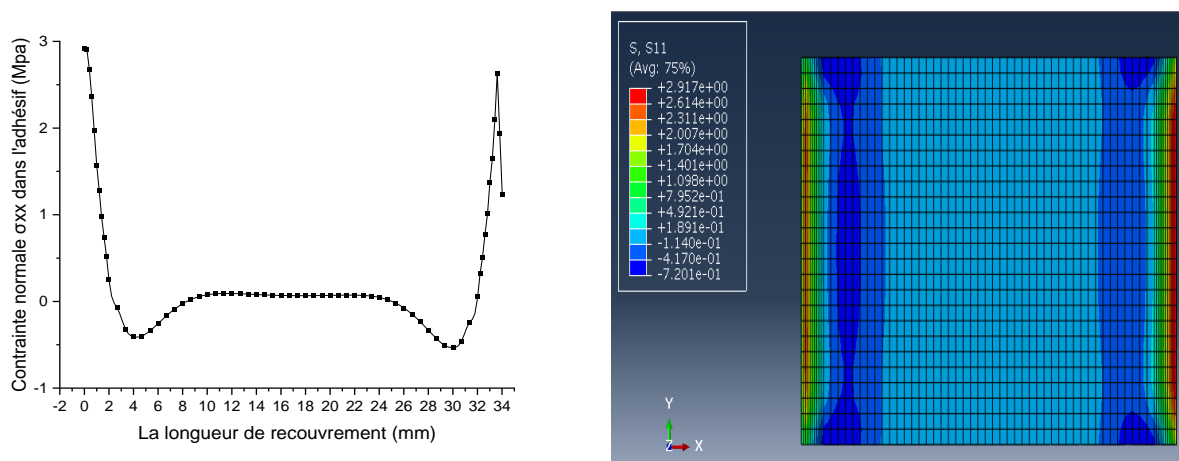 Contrainte normale σxx dans l'adhésif (Mpa)
3
2
1
0
-1
-2 0 2 4 6 8 10 12 14 16 18 20 22 24 26 28 30 32 34
La longueur de recouvrement (mm)
S, S11
(Avg: 75%)
+2.917e+00
+2.614e+00
+2.311e+00
+2.007e+00
+1.704e+00
+1.401e+00
+1.098e+00
+7.952e-01
+4.921e-01
+1.891e-01
-1.140e-01
-4.170e-01
-7.201e-01
Y
Z X